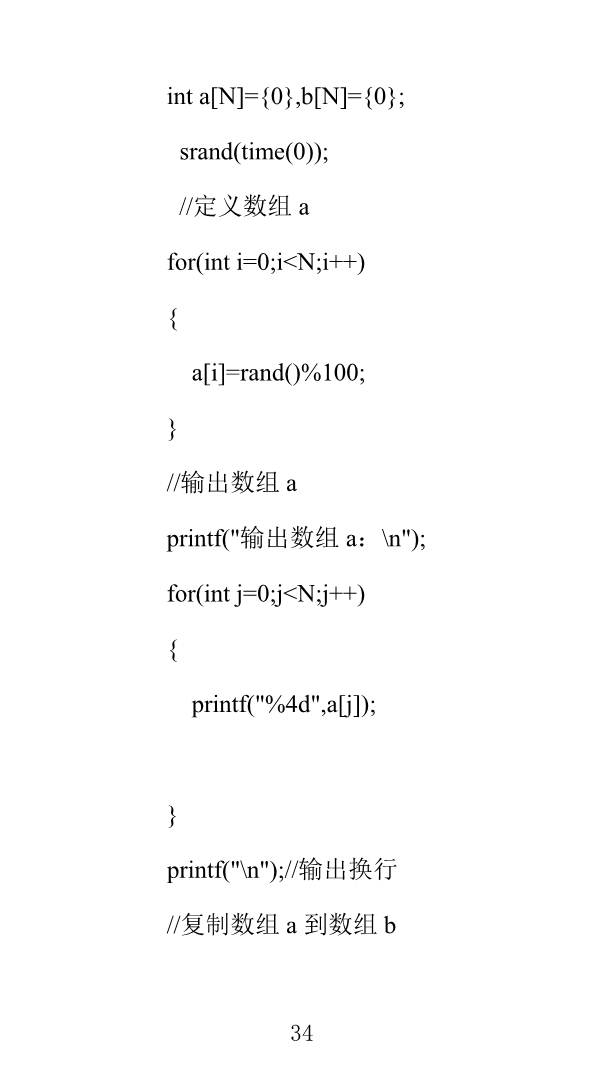 int a[N]={0},b[N]={0};
srand(time(0));
//定义数组 a
for(int i=0;i<N;i++)
{
a[i]=rand()%100;
}
//输出数组 a
printf("输出数组 a：\n");
for(int j=0;j<N;j++)
{
printf("%4d",a[j]);
}
printf("\n");//输出换行
//复制数组 a 到数组 b
34